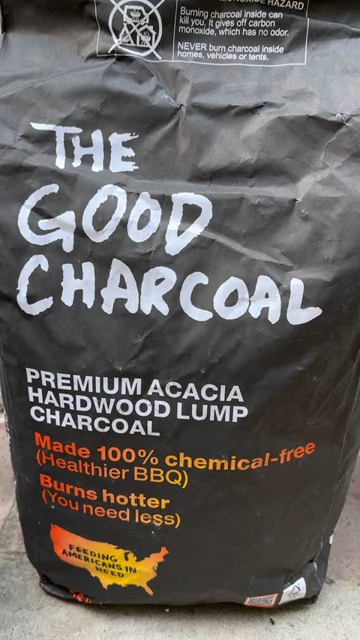 HAZARD
Burning charcoal inside can
kill you. It gives off carbon
monoxide, which has no odor.
NEVER burn charcoal inside
homes, vehicles or tents.
THE
GOOD
CHARCOAL
PREMIUM ACACIA
HARDWOOD LUMP
CHARCOAL
Made 100% chemical-free
(Healthier BBQ)
Burns hotter
(You need less)
FEEDING
AMERICANS IN
NEED